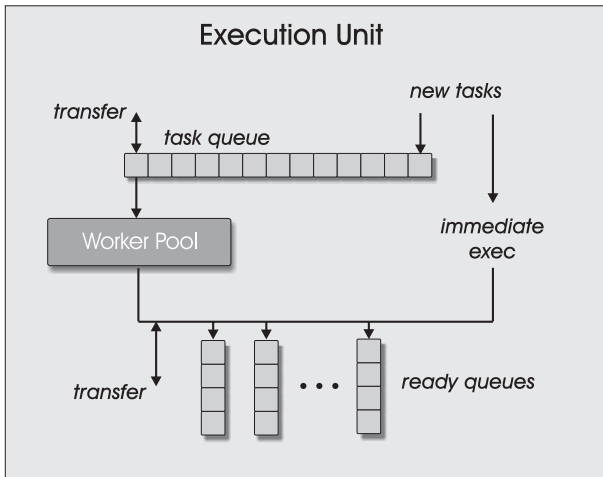 Execution Unit
new tasks
transfer
task queue
Worker Pool
immediate
exec
transfer
ready queues